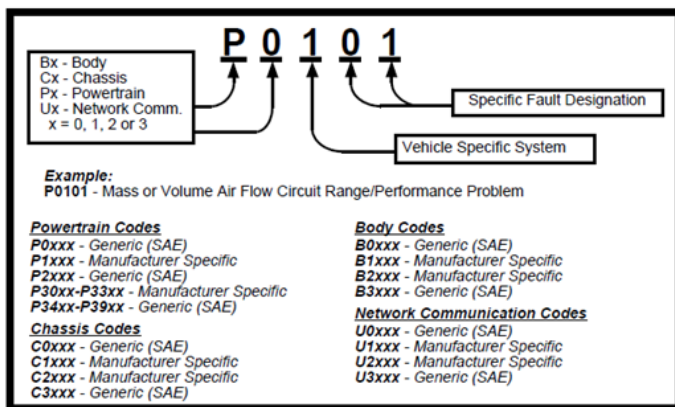 P 0 1 0 1
Bx - Body
Cx - Chassis
Px - Powertrain
Ux - Network Comm.
x = 0, 1, 2 or 3
Specific Fault Designation
Vehicle Specific System
Example:
P0101 - Mass or Volume Air Flow Circuit Range/Performance Problem
Powertrain Codes
P0xxx - Generic (SAE)
P1xxx - Manufacturer Specific
P2xxx - Generic (SAE)
P30xx-P33xx - Manufacturer Specific
P34xx-P39xx - Generic (SAE)
Chassis Codes
C0xxx - Generic (SAE)
C1xxx - Manufacturer Specific
C2xxx - Manufacturer Specific
C3xxx - Generic (SAE)
Body Codes
B0xxx - Generic (SAE)
B1xxx - Manufacturer Specific
B2xxx - Manufacturer Specific
B3xxx - Generic (SAE)
Network Communication Codes
U0xxx - Generic (SAE)
U1xxx - Manufacturer Specific
U2xxx - Manufacturer Specific
U3xxx - Generic (SAE)